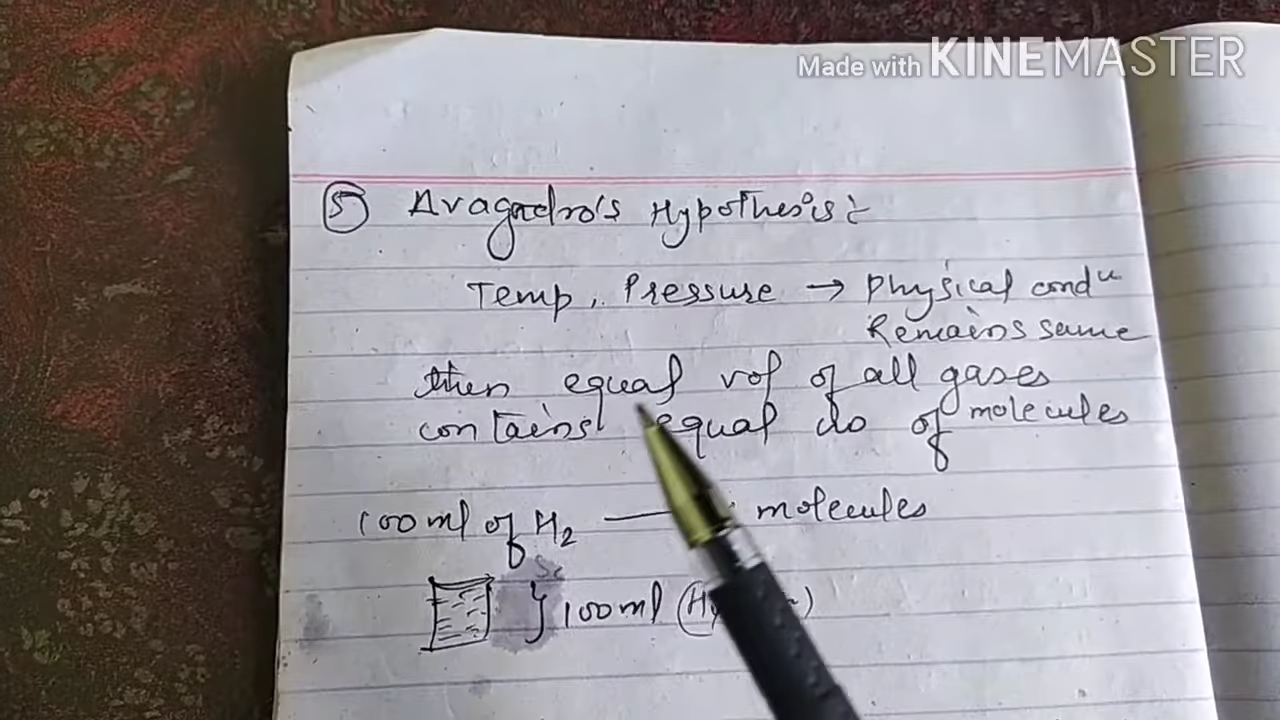 Made with KINEMASTER
⑤ Avagadro's Hypothesis:-
Temp, Pressure → Physical condn
Remains same
then equal vol of all gases
contains equal no of molecules
100ml of H2 — molecules
} 100ml (